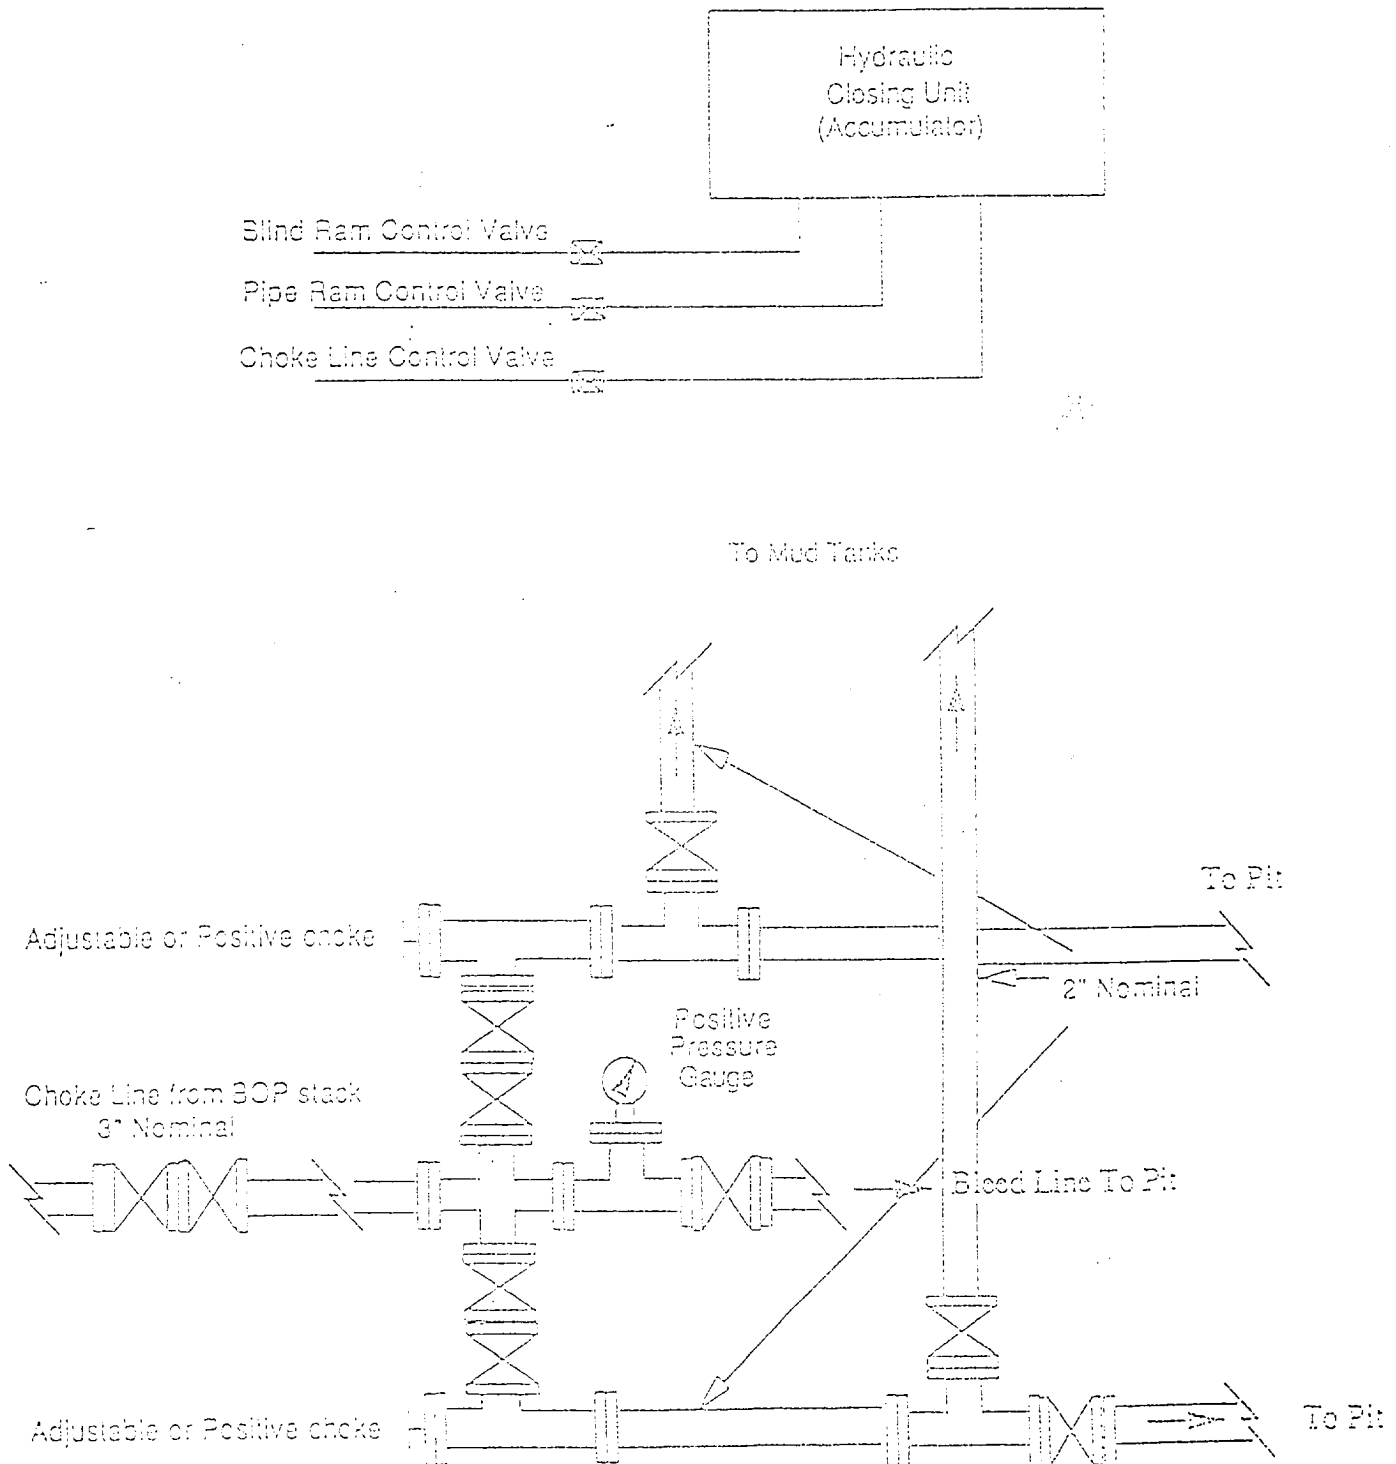 Hydraulic
Closing Unit
(Accumulator)
Blind Ram Control Valve
Pipe Ram Control Valve
Choke Line Control Valve
To Mud Tanks
To Pit
Adjustable or Positive choke
2" Nominal
Positive
Pressure
Gauge
Choke Line from BOP stack
3" Nominal
Bleed Line To Pit
Adjustable or Positive choke
To Pit